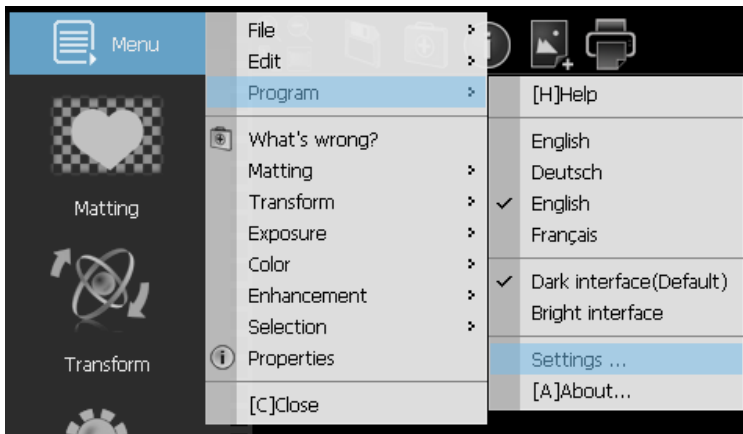 Menu
Matting
Transform
File
Edit
Program
What's wrong?
Matting
Transform
Exposure
Color
Enhancement
Selection
Properties
[C]Close
[H]Help
English
Deutsch
English
Français
Dark interface(Default)
Bright interface
Settings ...
[A]About...